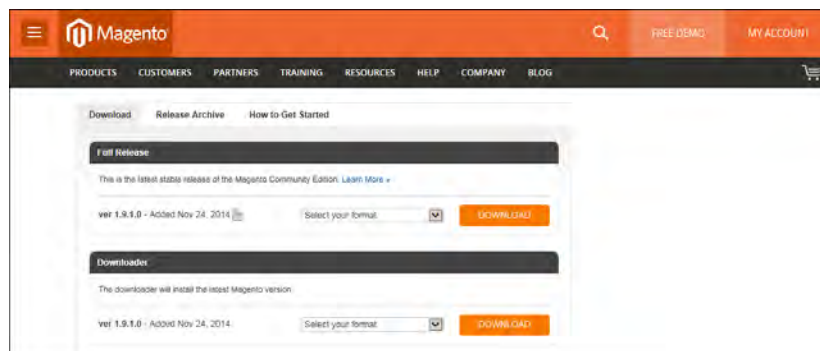 Magento
FREE DEMO
MY ACCOUNT
PRODUCTS CUSTOMERS PARTNERS TRAINING RESOURCES HELP COMPANY BLOG
Download Release Archive How to Get Started
Full Release
This is the latest stable release of the Magento Community Edition. Learn More »
ver 1.9.1.0 - Added Nov 24, 2014 Select your format DOWNLOAD
Downloader
The downloader will install the latest Magento version
ver 1.9.1.0 - Added Nov 24, 2014 Select your format DOWNLOAD